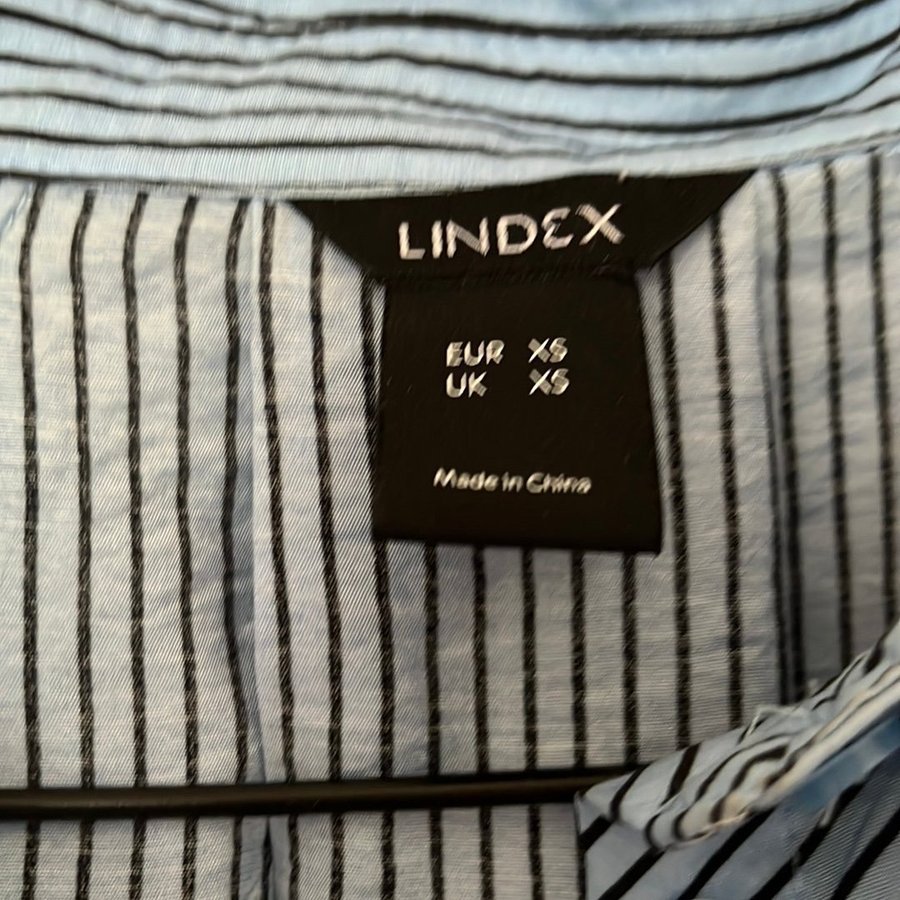 LINDEX
EUR XS
UK XS
Made in China